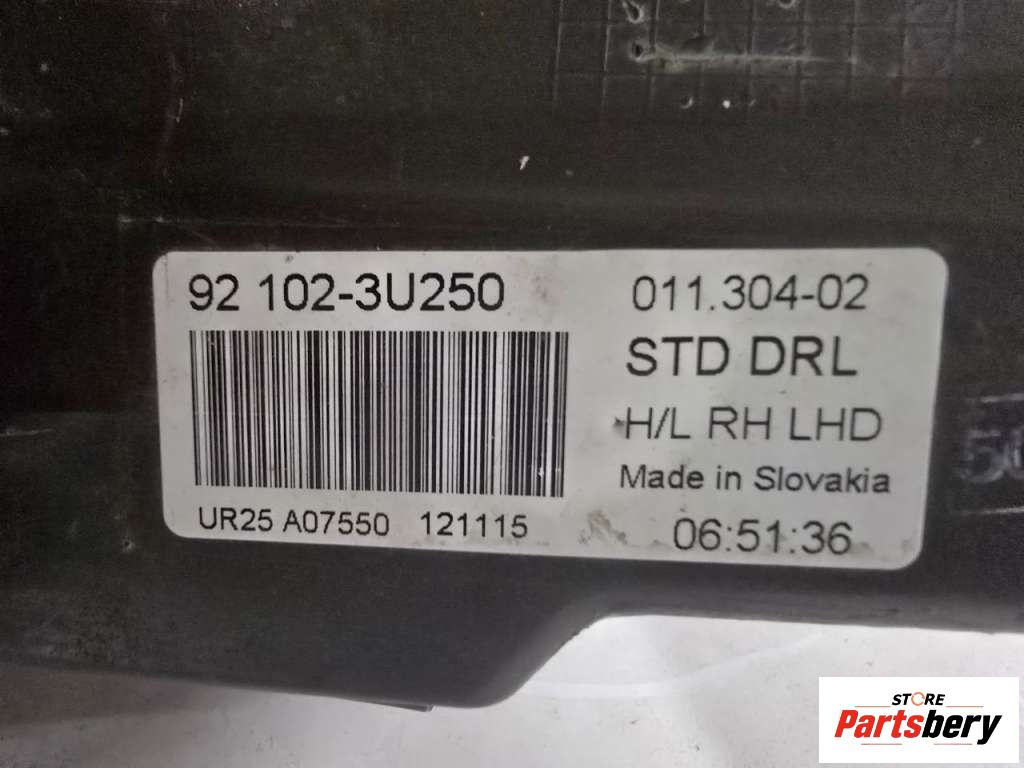 92 102-3U250
UR25 A07550 121115
011.304-02
STD DRL
H/L RH LHD
Made in Slovakia
06:51:36
STORE
Partsbery